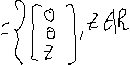 ={[0 0 z], z∈ℝ